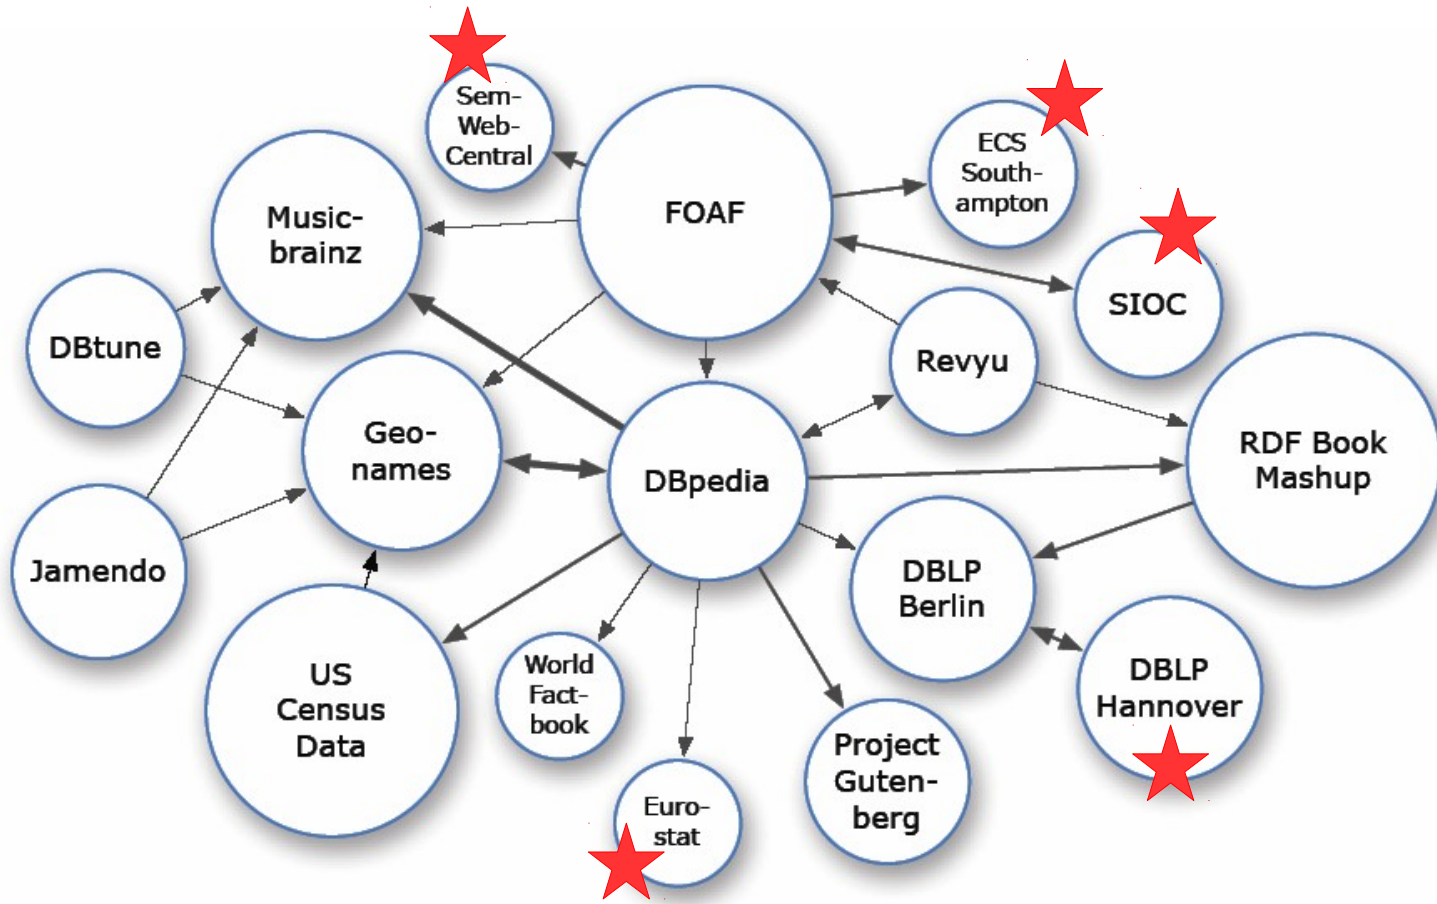 Sem-
Web-
Central
FOAF
ECS
South-
ampton
Music-
brainz
SIOC
DBtune
Revyu
Geo-
names
DBpedia
RDF Book
Mashup
Jamendo
DBLP
Berlin
US
Census
Data
World
Fact-
book
DBLP
Hannover
Project
Guten-
berg
Euro-
stat